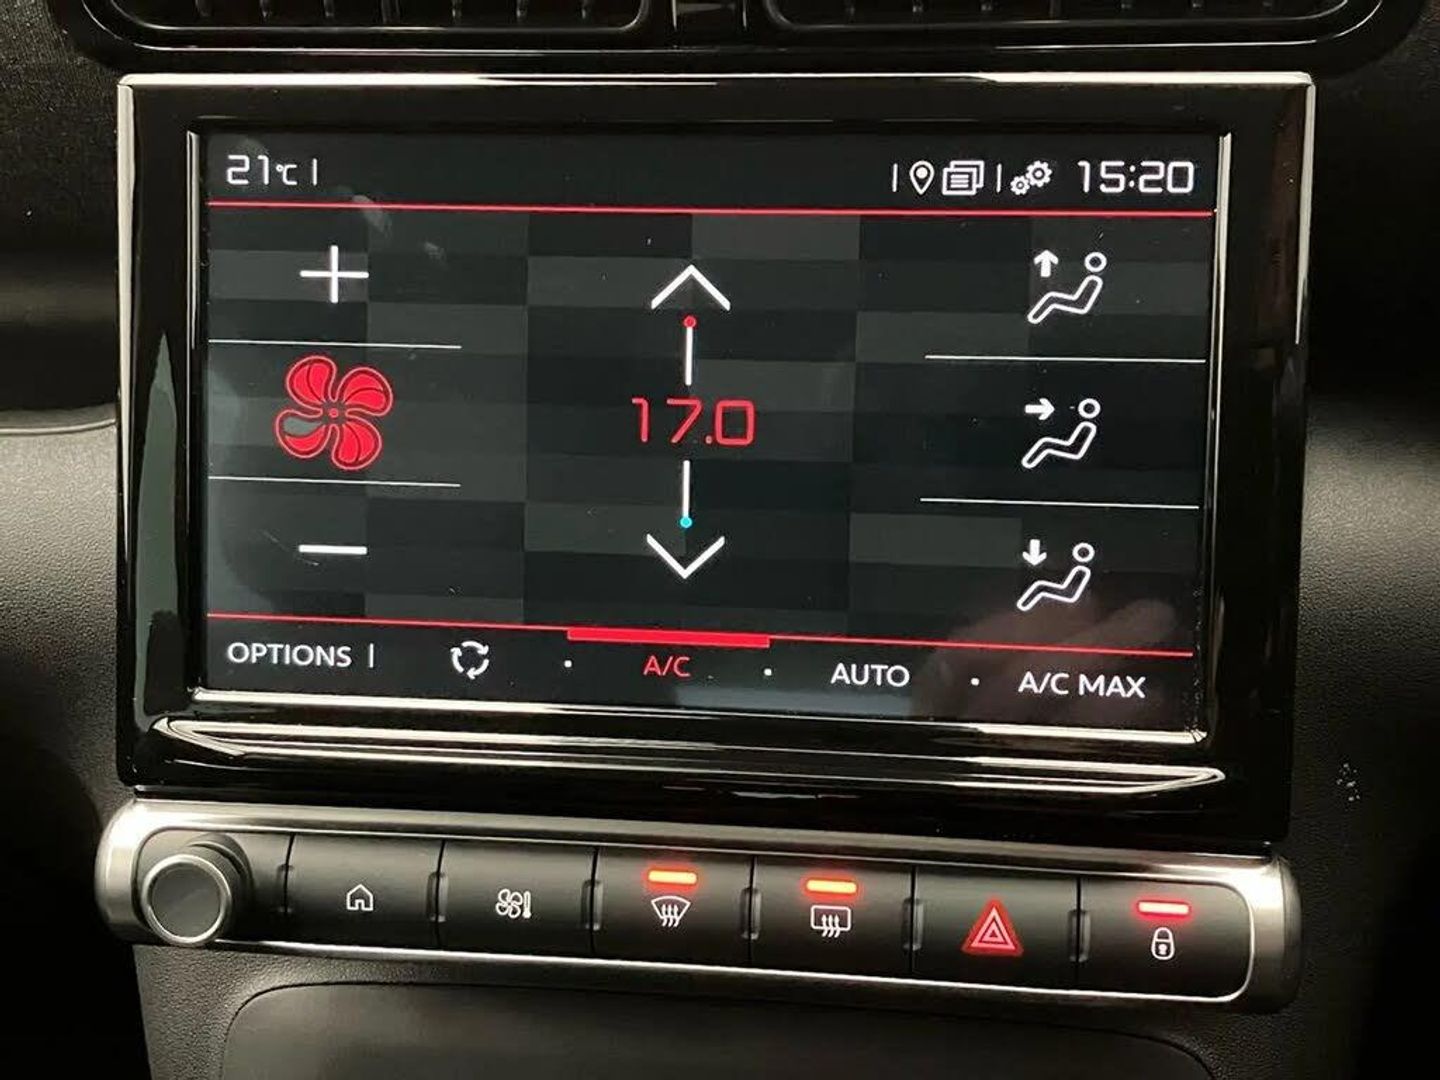 21°C
15:20
17.0
OPTIONS
A/C
AUTO
A/C MAX